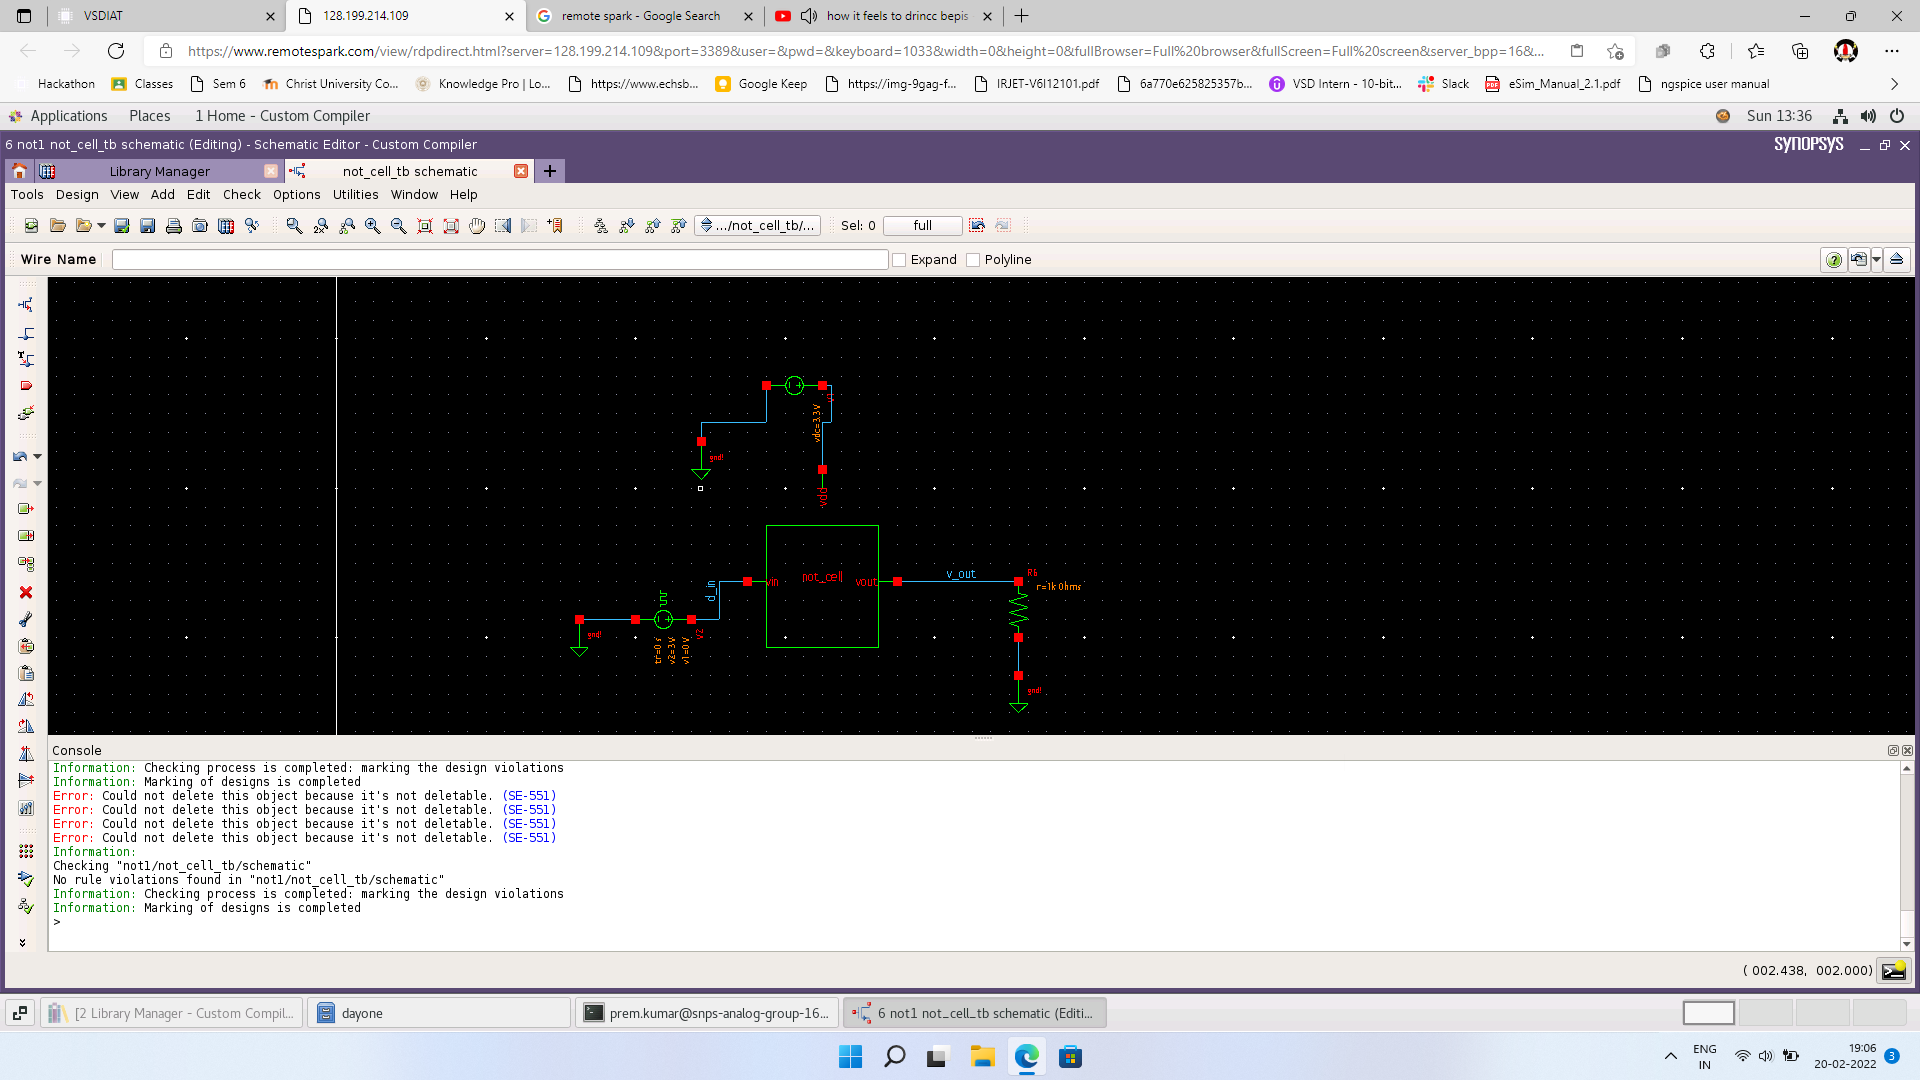 VSDIAT
128.199.214.109
remote spark - Google Search
how it feels to drincc bepis
https://www.remotespark.com/view/rdpdirect.html?server=128.199.214.109&port=3389&user=&pwd=&keyboard=1033&width=0&height=0&fullBrowser=Full%20browser&fullScreen=Full%20screen&server_bpp=16&...
Hackathon
Classes
Sem 6
Christ University Co...
Knowledge Pro | Lo...
https://www.echsb...
Google Keep
https://img-9gag-f...
IRJET-V6I12101.pdf
6a770e625825357b...
VSD Intern - 10-bit...
Slack
eSim_Manual_2.1.pdf
ngspice user manual
Applications
Places
1 Home - Custom Compiler
Sun 13:36
6 not1 not_cell_tb schematic (Editing) - Schematic Editor - Custom Compiler
SYNOPSYS
Library Manager
not_cell_tb schematic
Tools Design View Add Edit Check Options Utilities Window Help
2x
.../not_cell_tb/...
Sel: 0
full
Wire Name
Expand
Polyline
vdc=3.3V
gnd!
vdd
not_cell
vin
vout
d_in
v_out
R6
r=1k Ohms
gnd!
tr=0 s
v2=3 V
v1=0 V
V2
gnd!
Console
Information: Checking process is completed: marking the design violations
Information: Marking of designs is completed
Error: Could not delete this object because it's not deletable. (SE-551)
Error: Could not delete this object because it's not deletable. (SE-551)
Error: Could not delete this object because it's not deletable. (SE-551)
Error: Could not delete this object because it's not deletable. (SE-551)
Information:
Checking "not1/not_cell_tb/schematic"
No rule violations found in "not1/not_cell_tb/schematic"
Information: Checking process is completed: marking the design violations
Information: Marking of designs is completed
>
( 002.438, 002.000)
[2 Library Manager - Custom Compil...
dayone
prem.kumar@snps-analog-group-16...
6 not1 not_cell_tb schematic (Editi...
ENG
IN
19:06
20-02-2022
3